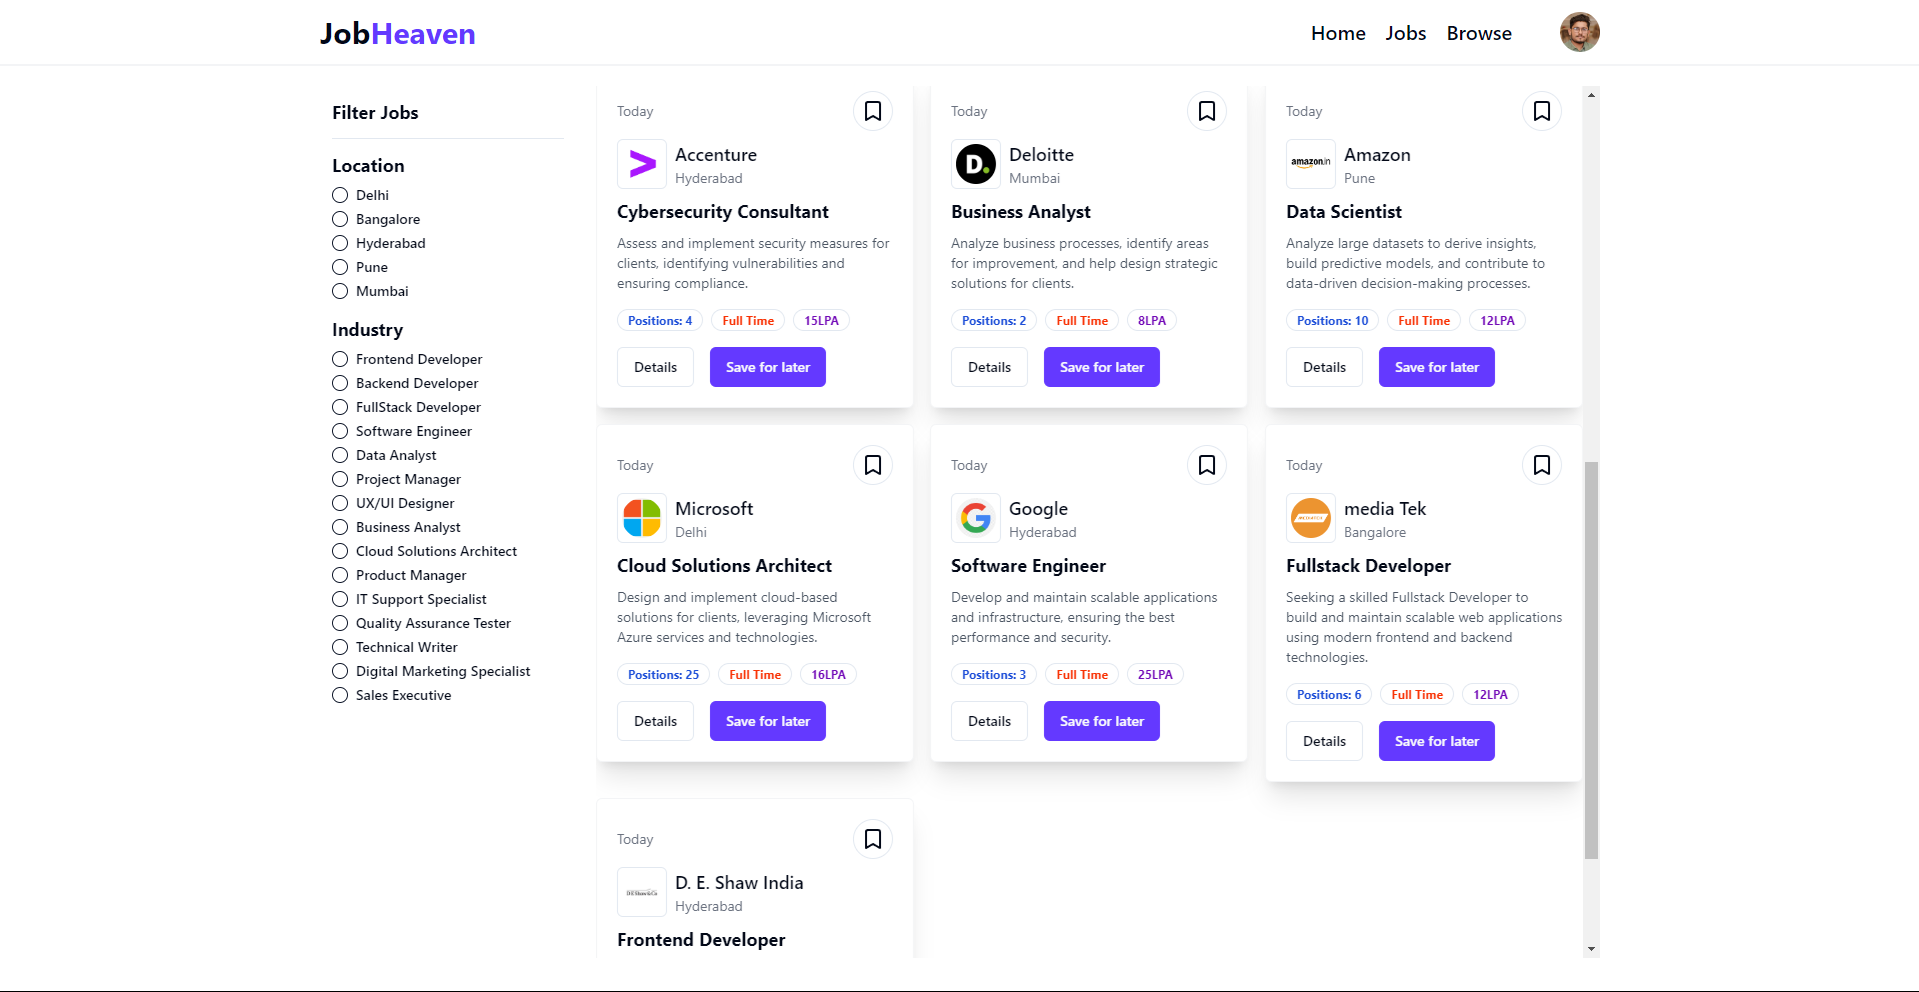 JobHeaven
Home Jobs Browse
Filter Jobs
Location
Delhi
Bangalore
Hyderabad
Pune
Mumbai
Industry
Frontend Developer
Backend Developer
FullStack Developer
Software Engineer
Data Analyst
Project Manager
UX/UI Designer
Business Analyst
Cloud Solutions Architect
Product Manager
IT Support Specialist
Quality Assurance Tester
Technical Writer
Digital Marketing Specialist
Sales Executive
Today
Accenture
Hyderabad
Cybersecurity Consultant
Assess and implement security measures for
clients, identifying vulnerabilities and
ensuring compliance.
Positions: 4 Full Time 15LPA
Details Save for later
Today
D.
Deloitte
Mumbai
Business Analyst
Analyze business processes, identify areas
for improvement, and help design strategic
solutions for clients.
Positions: 2 Full Time 8LPA
Details Save for later
Today
amazon.in
Amazon
Pune
Data Scientist
Analyze large datasets to derive insights,
build predictive models, and contribute to
data-driven decision-making processes.
Positions: 10 Full Time 12LPA
Details Save for later
Today
Microsoft
Delhi
Cloud Solutions Architect
Design and implement cloud-based
solutions for clients, leveraging Microsoft
Azure services and technologies.
Positions: 25 Full Time 16LPA
Details Save for later
Today
G
Google
Hyderabad
Software Engineer
Develop and maintain scalable applications
and infrastructure, ensuring the best
performance and security.
Positions: 3 Full Time 25LPA
Details Save for later
Today
MEDIATEK
media Tek
Bangalore
Fullstack Developer
Seeking a skilled Fullstack Developer to
build and maintain scalable web applications
using modern frontend and backend
technologies.
Positions: 6 Full Time 12LPA
Details Save for later
Today
DE Shaw & Co
D. E. Shaw India
Hyderabad
Frontend Developer